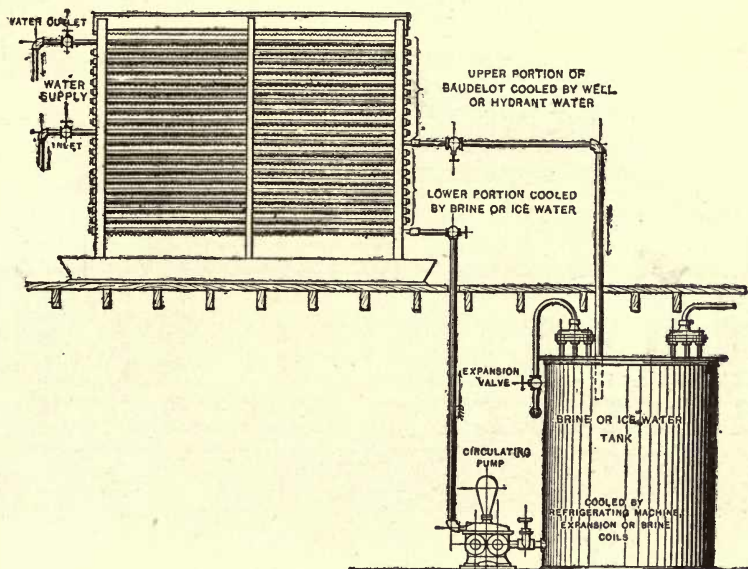 WATER OUTLET
WATER
SUPPLY
INLET
UPPER PORTION OF
BAUDELOT COOLED BY WELL
OR HYDRANT WATER
LOWER PORTION COOLED
BY BRINE OR ICE WATER
EXPANSION
VALVE
CIRCULATING
PUMP
BRINE OR ICE WATER
TANK
COOLED BY
REFRIGERATING MACHINE,
EXPANSION OR BRINE
COILS